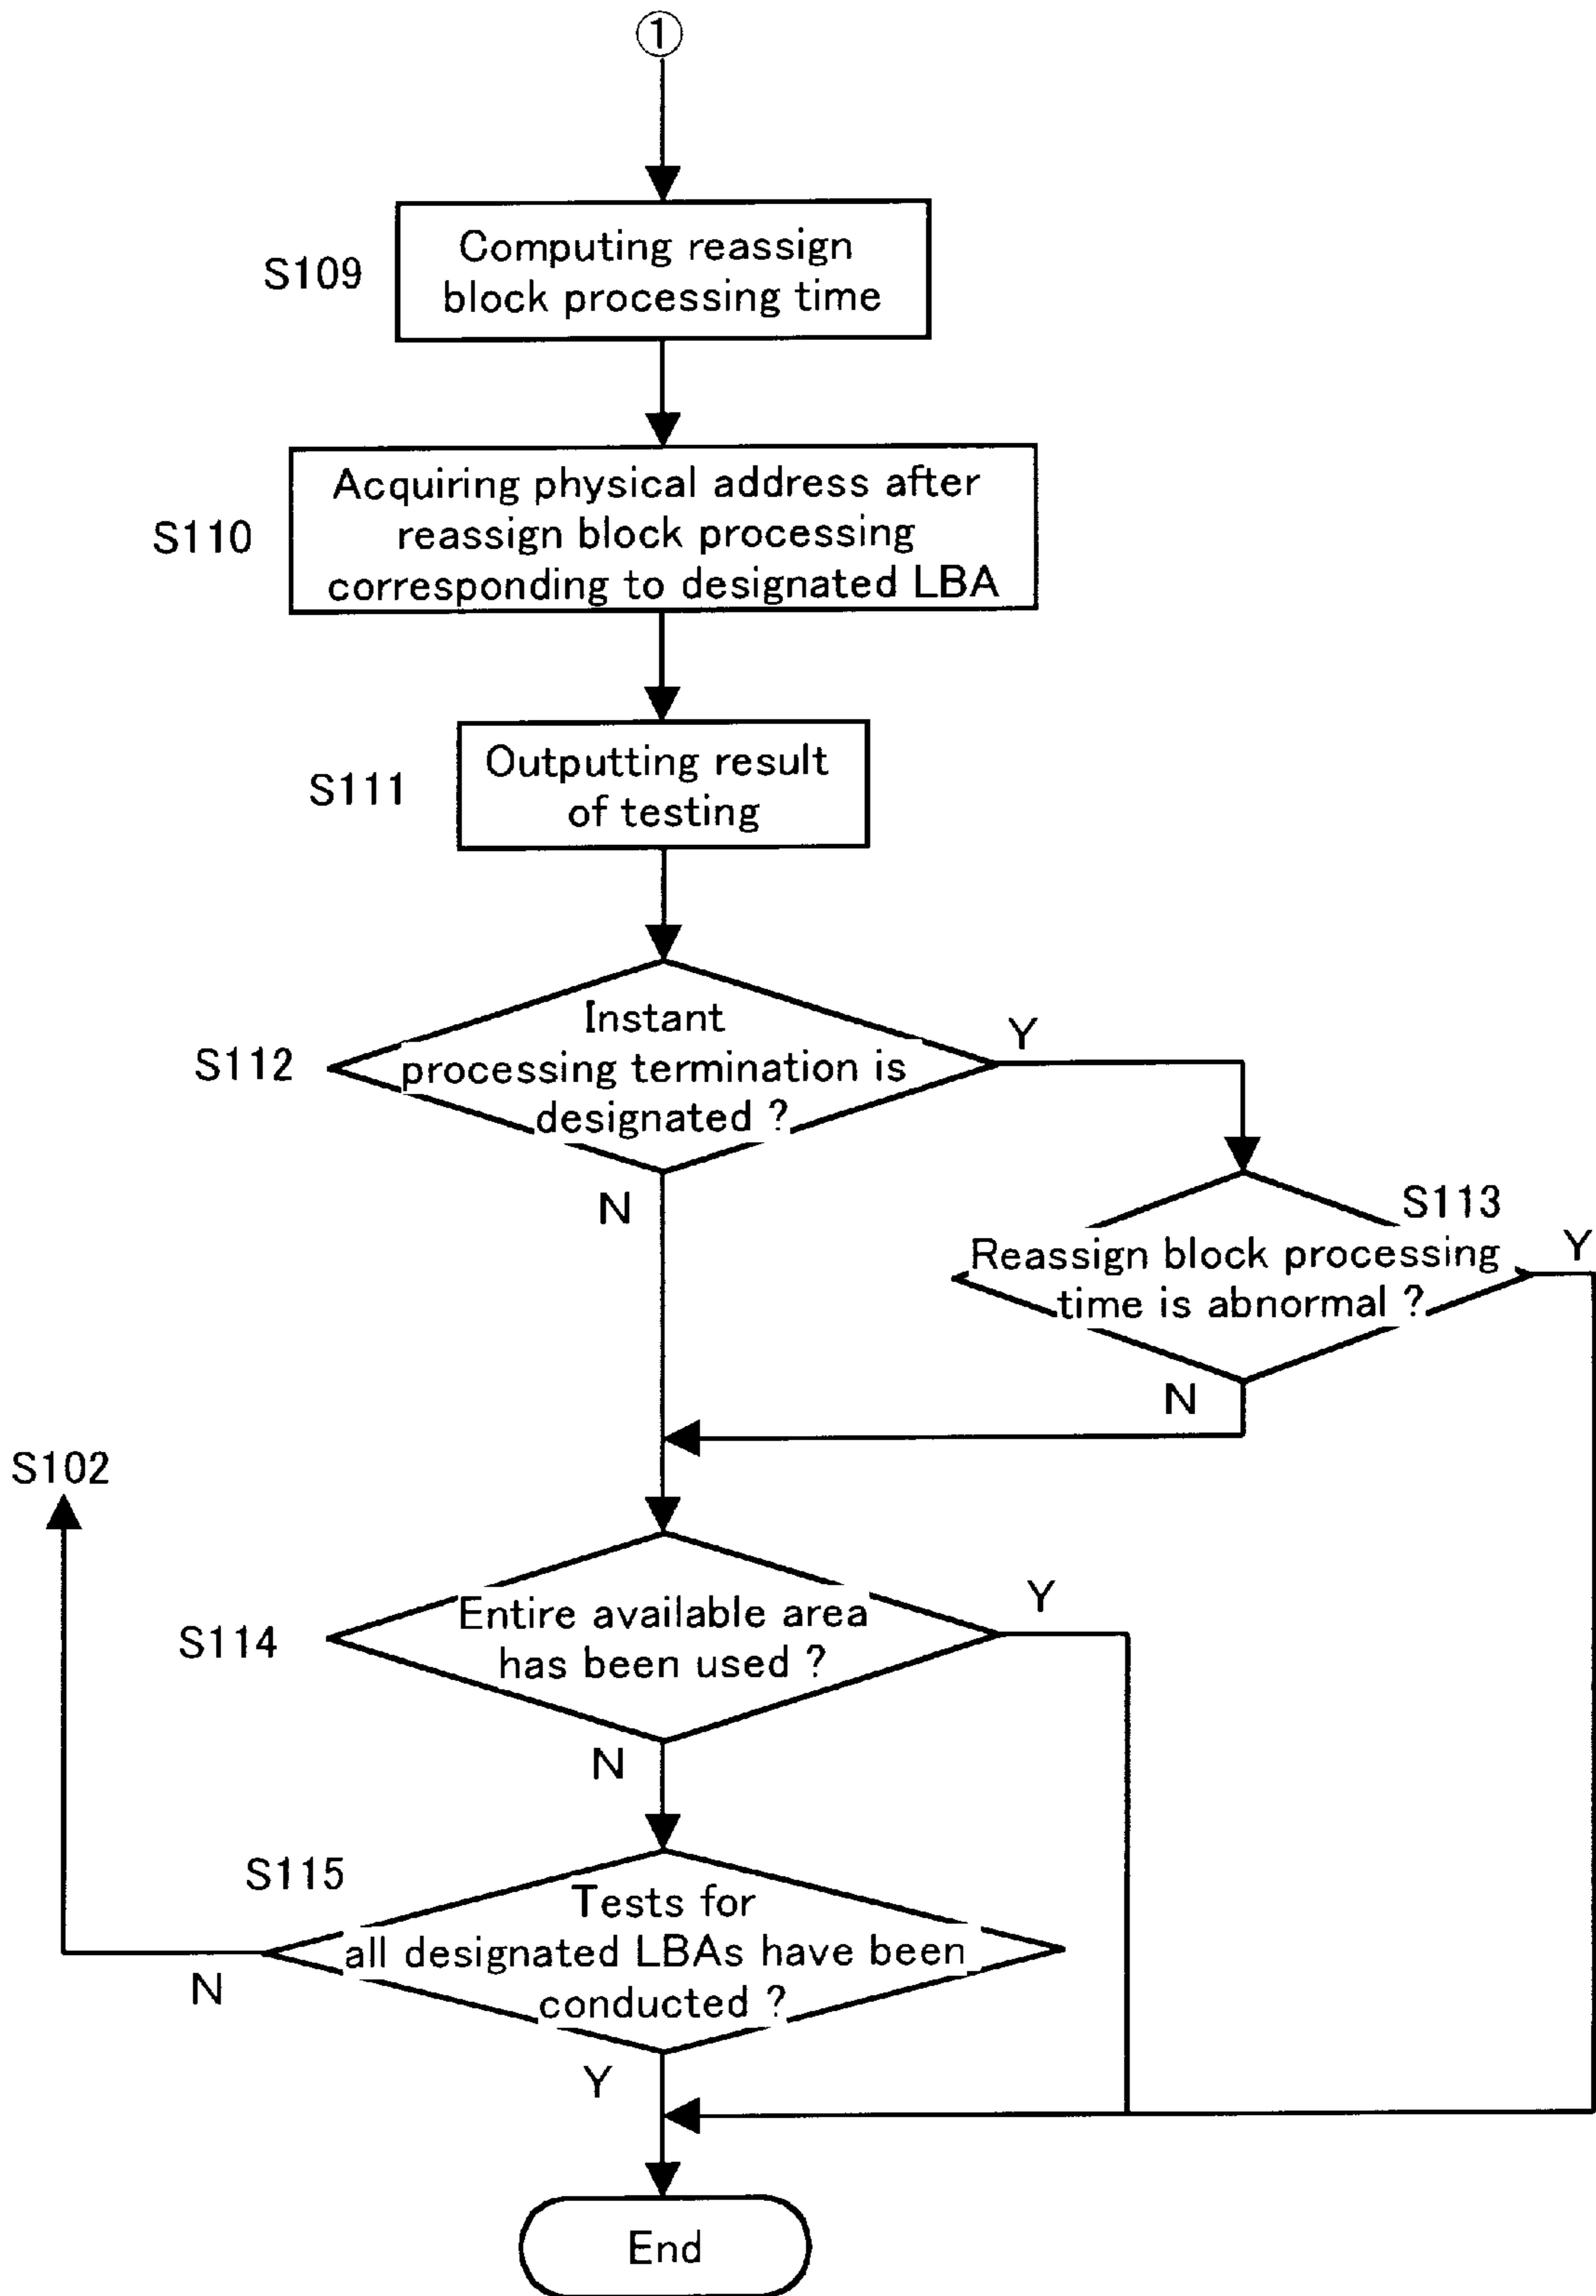 ①
S109
Computing reassign
block processing time
S110
Acquiring physical address after
reassign block processing
corresponding to designated LBA
S111
Outputting result
of testing
S112
Instant
processing termination is
designated ?
Y
N
S113
Reassign block processing
time is abnormal ?
Y
N
S102
S114
Entire available area
has been used ?
Y
N
S115
Tests for
all designated LBAs have been
conducted ?
N
Y
End